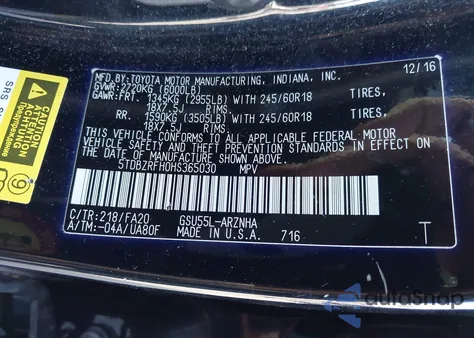 MFD.BY:TOYOTA MOTOR MANUFACTURING, INDIANA, INC. 12/16
GVWR:2720KG (6000LB)
GAWR:FRT. 1345KG (2955LB) WITH 245/60R18 TIRES,
18X7.5J RIMS
RR. 1590KG (3505LB) WITH 245/60R18 TIRES,
18X7.5J RIMS
THIS VEHICLE CONFORMS TO ALL APPLICABLE FEDERAL MOTOR
VEHICLE SAFETY AND THEFT PREVENTION STANDARDS IN EFFECT ON THE
DATE OF MANUFACTURE SHOWN ABOVE.
5TDBZRFH0HS365030 MPV
C/TR:218/FA20 GSU55L-ARZNHA
A/TM:-04A/UA80F MADE IN U.S.A. 716 T
SRS
CAUTION
ATTENTION
autosnap